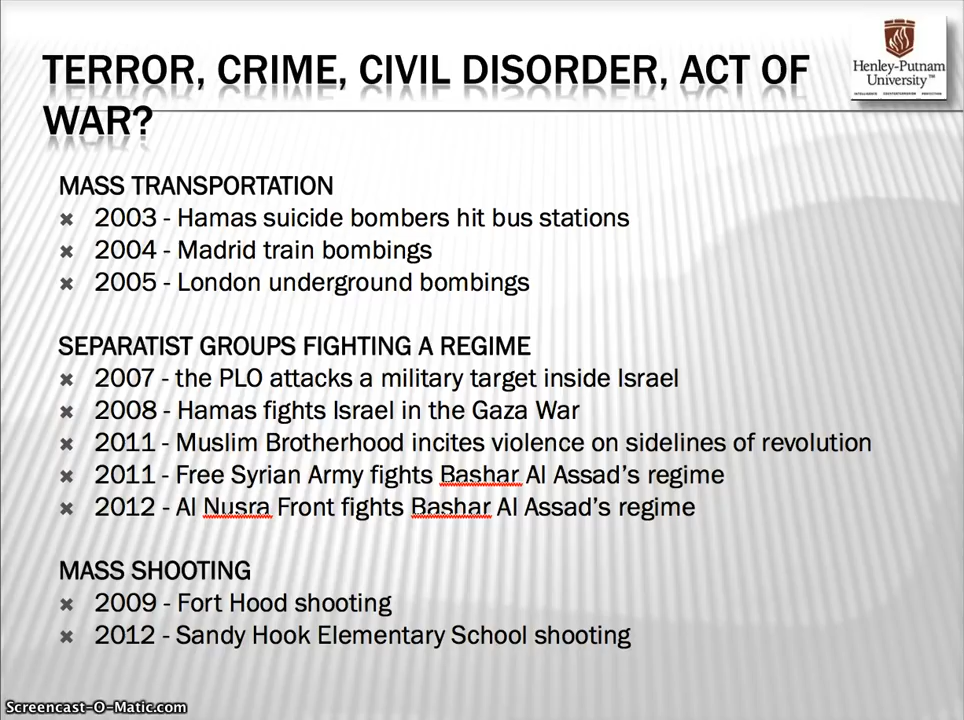 TERROR, CRIME, CIVIL DISORDER, ACT OF
WAR?
Henley-Putnam
University™
MASS TRANSPORTATION
2003 - Hamas suicide bombers hit bus stations
2004 - Madrid train bombings
2005 - London underground bombings
SEPARATIST GROUPS FIGHTING A REGIME
2007 - the PLO attacks a military target inside Israel
2008 - Hamas fights Israel in the Gaza War
2011 - Muslim Brotherhood incites violence on sidelines of revolution
2011 - Free Syrian Army fights Bashar Al Assad's regime
2012 - Al Nusra Front fights Bashar Al Assad's regime
MASS SHOOTING
2009 - Fort Hood shooting
2012 - Sandy Hook Elementary School shooting
Screencast-O-Matic.com